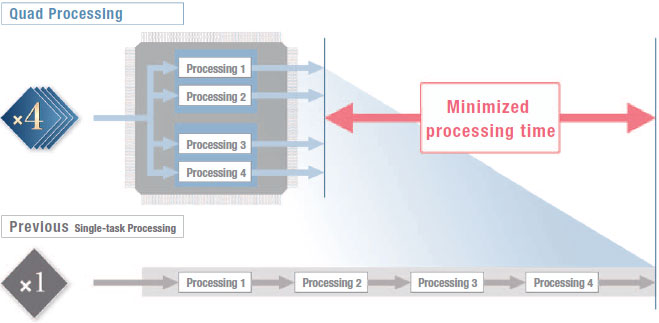 Quad Processing
×4
Processing 1
Processing 2
Processing 3
Processing 4
Minimized
processing time
Previous Single-task Processing
×1
Processing 1
Processing 2
Processing 3
Processing 4